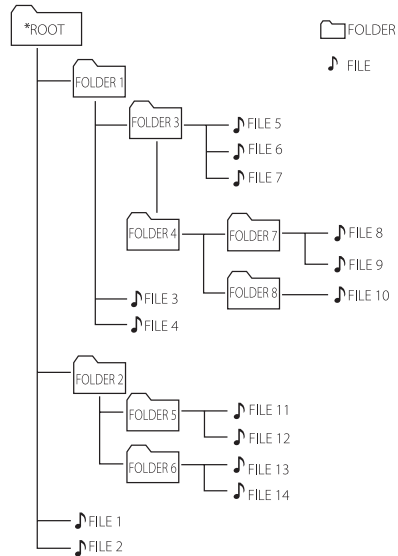 *ROOT
FOLDER
FILE
FOLDER 1
FOLDER 3
FILE 5
FILE 6
FILE 7
FOLDER 4
FOLDER 7
FILE 8
FILE 9
FOLDER 8
FILE 10
FILE 3
FILE 4
FOLDER 2
FOLDER 5
FILE 11
FILE 12
FOLDER 6
FILE 13
FILE 14
FILE 1
FILE 2